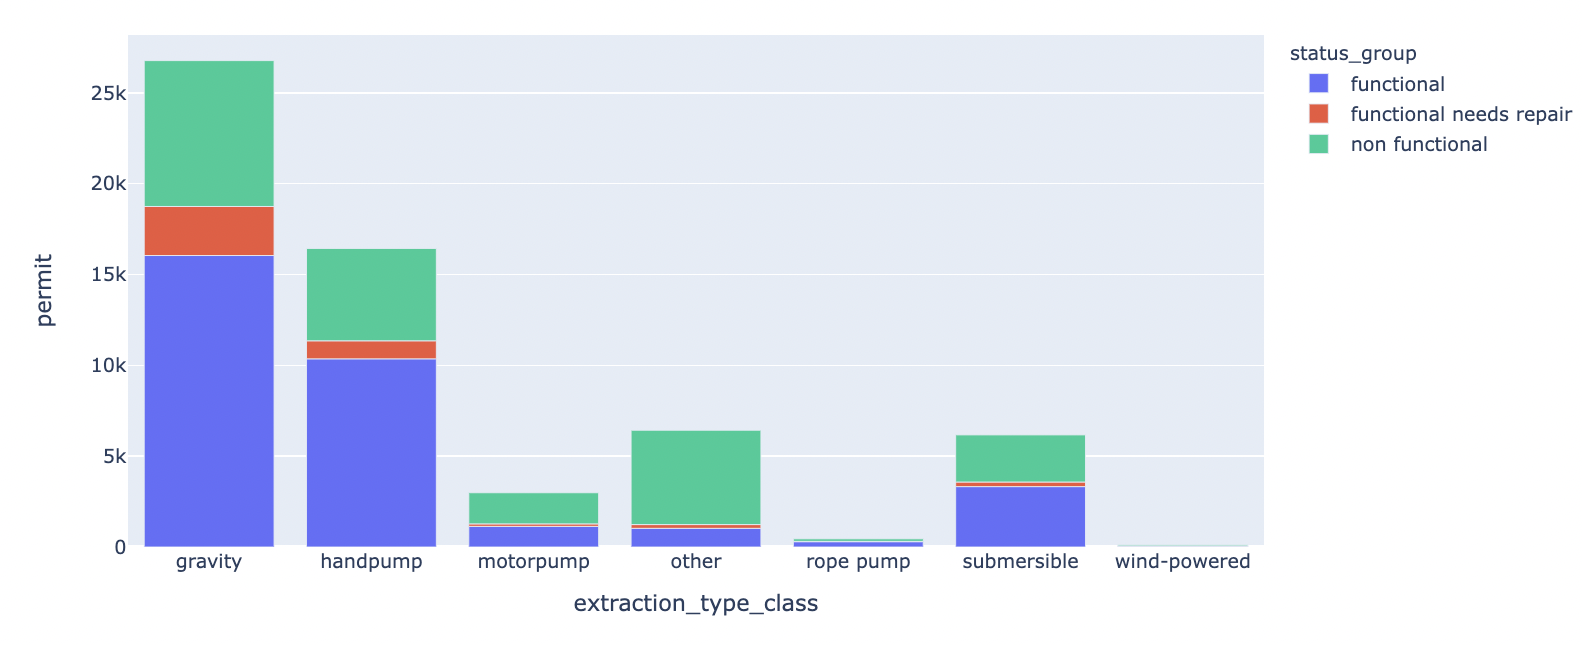 status_group
functional
functional needs repair
non functional
permit
25k
20k
15k
10k
5k
0
gravity handpump motorpump other rope pump submersible wind-powered
extraction_type_class